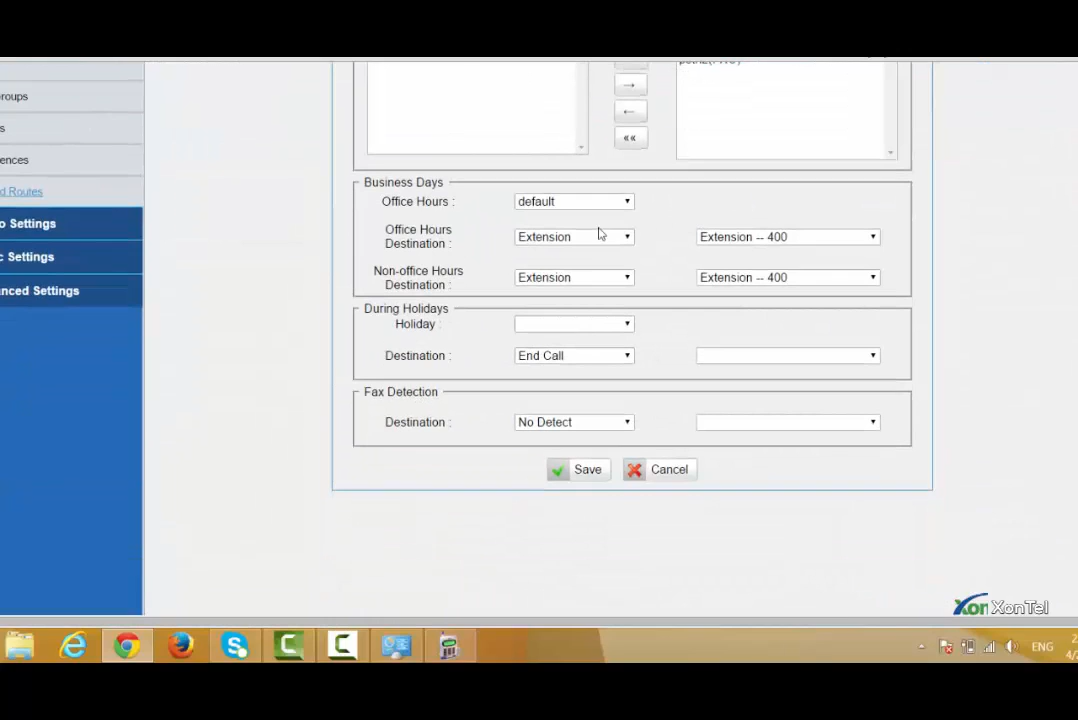 roups
s
ences
d Routes
o Settings
c Settings
nced Settings
→
←
««
Business Days
Office Hours : default
Office Hours Destination : Extension Extension -- 400
Non-office Hours Destination : Extension Extension -- 400
During Holidays
Holiday :
Destination : End Call
Fax Detection
Destination : No Detect
Save Cancel
Xon XonTel
ENG